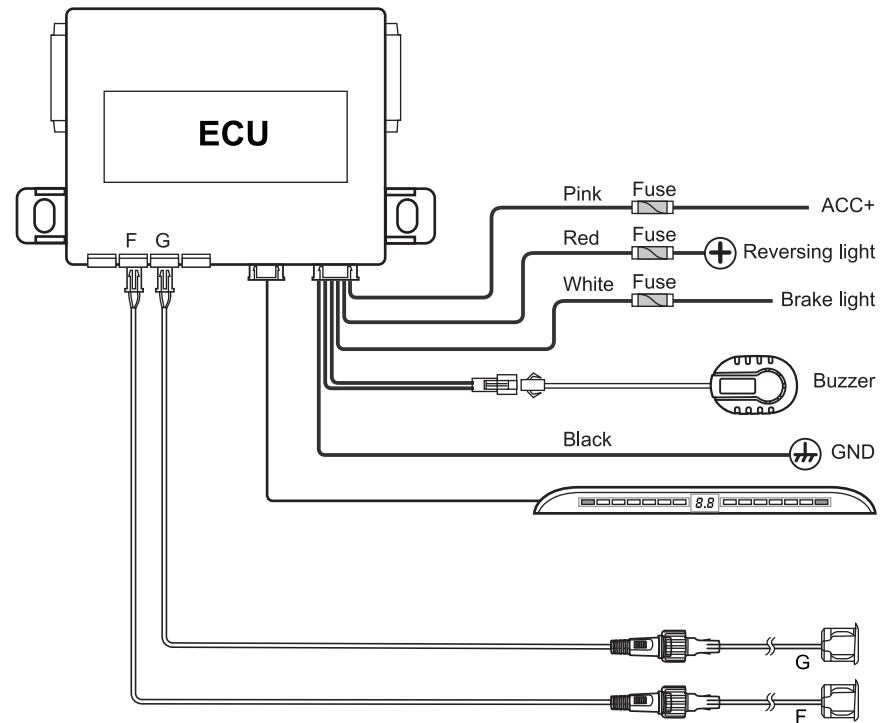 ECU
F G
Pink Fuse ACC+
Red Fuse Reversing light
White Fuse Brake light
Buzzer
Black GND
8.8
G
F